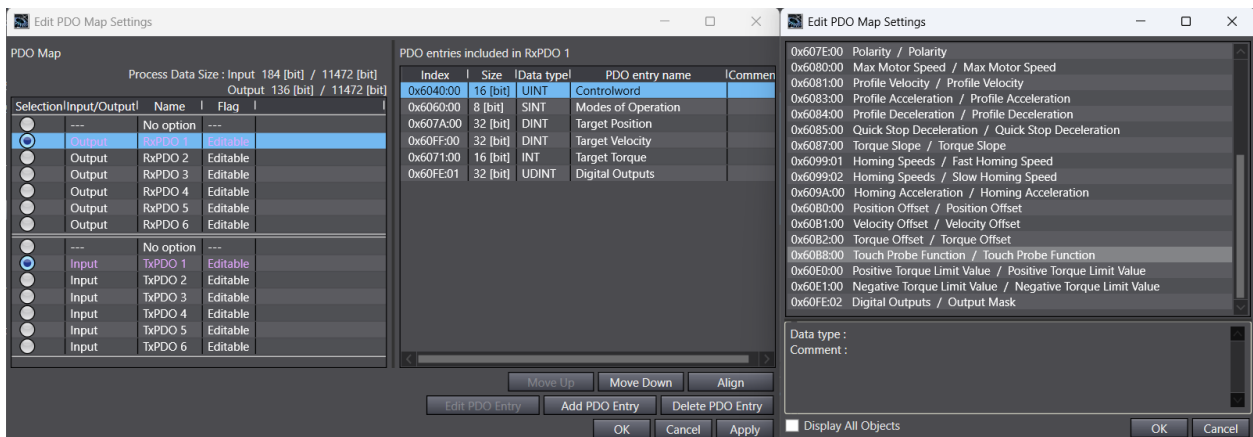 Edit PDO Map Settings
PDO Map
Process Data Size : Input 184 [bit] / 11472 [bit]
Output 136 [bit] / 11472 [bit]
Selection Input/Output Name Flag
--- No option ---
Output RxPDO 1 Editable
Output RxPDO 2 Editable
Output RxPDO 3 Editable
Output RxPDO 4 Editable
Output RxPDO 5 Editable
Output RxPDO 6 Editable
--- No option ---
Input TxPDO 1 Editable
Input TxPDO 2 Editable
Input TxPDO 3 Editable
Input TxPDO 4 Editable
Input TxPDO 5 Editable
Input TxPDO 6 Editable
PDO entries included in RxPDO 1
Index Size Data type PDO entry name Commen
0x6040:00 16 [bit] UINT Controlword
0x6060:00 8 [bit] SINT Modes of Operation
0x607A:00 32 [bit] DINT Target Position
0x60FF:00 32 [bit] DINT Target Velocity
0x6071:00 16 [bit] INT Target Torque
0x60FE:01 32 [bit] UDINT Digital Outputs
Move Up Move Down Align
Edit PDO Entry Add PDO Entry Delete PDO Entry
OK Cancel Apply
Edit PDO Map Settings
0x607E:00 Polarity / Polarity
0x6080:00 Max Motor Speed / Max Motor Speed
0x6081:00 Profile Velocity / Profile Velocity
0x6083:00 Profile Acceleration / Profile Acceleration
0x6084:00 Profile Deceleration / Profile Deceleration
0x6085:00 Quick Stop Deceleration / Quick Stop Deceleration
0x6087:00 Torque Slope / Torque Slope
0x6099:01 Homing Speeds / Fast Homing Speed
0x6099:02 Homing Speeds / Slow Homing Speed
0x609A:00 Homing Acceleration / Homing Acceleration
0x60B0:00 Position Offset / Position Offset
0x60B1:00 Velocity Offset / Velocity Offset
0x60B2:00 Torque Offset / Torque Offset
0x60B8:00 Touch Probe Function / Touch Probe Function
0x60E0:00 Positive Torque Limit Value / Positive Torque Limit Value
0x60E1:00 Negative Torque Limit Value / Negative Torque Limit Value
0x60FE:02 Digital Outputs / Output Mask
Data type :
Comment :
Display All Objects
OK Cancel